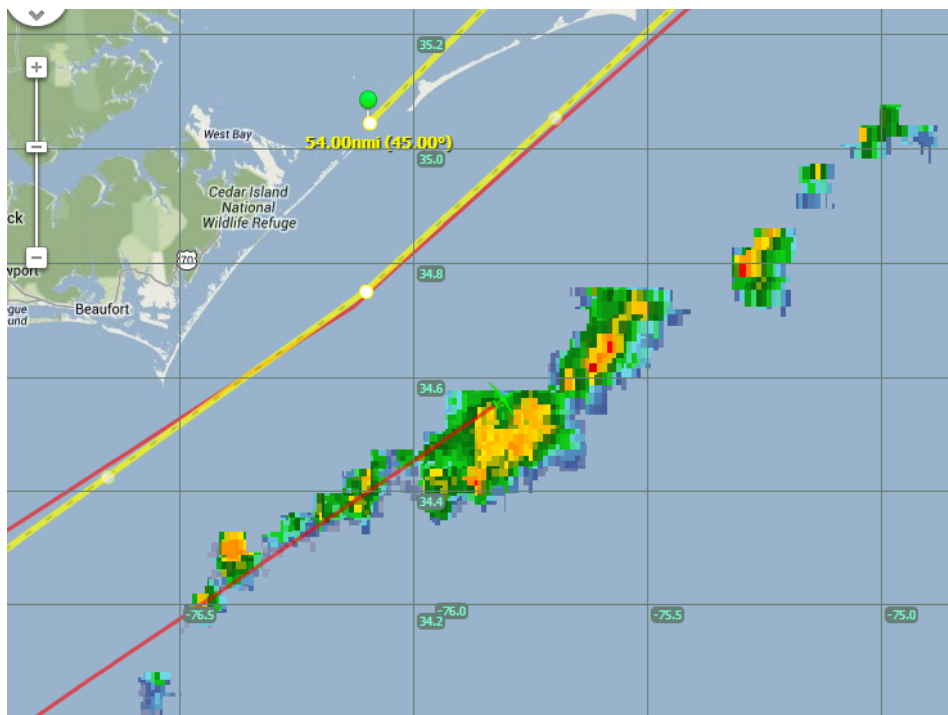 35.2
West Bay
54.00nmi (45.00º)
35.0
Cedar Island
National
Wildlife Refuge
ck
70
wport
34.8
gue
und
Beaufort
34.6
34.4
-76.5
-76.0
34.2
-75.5
-75.0